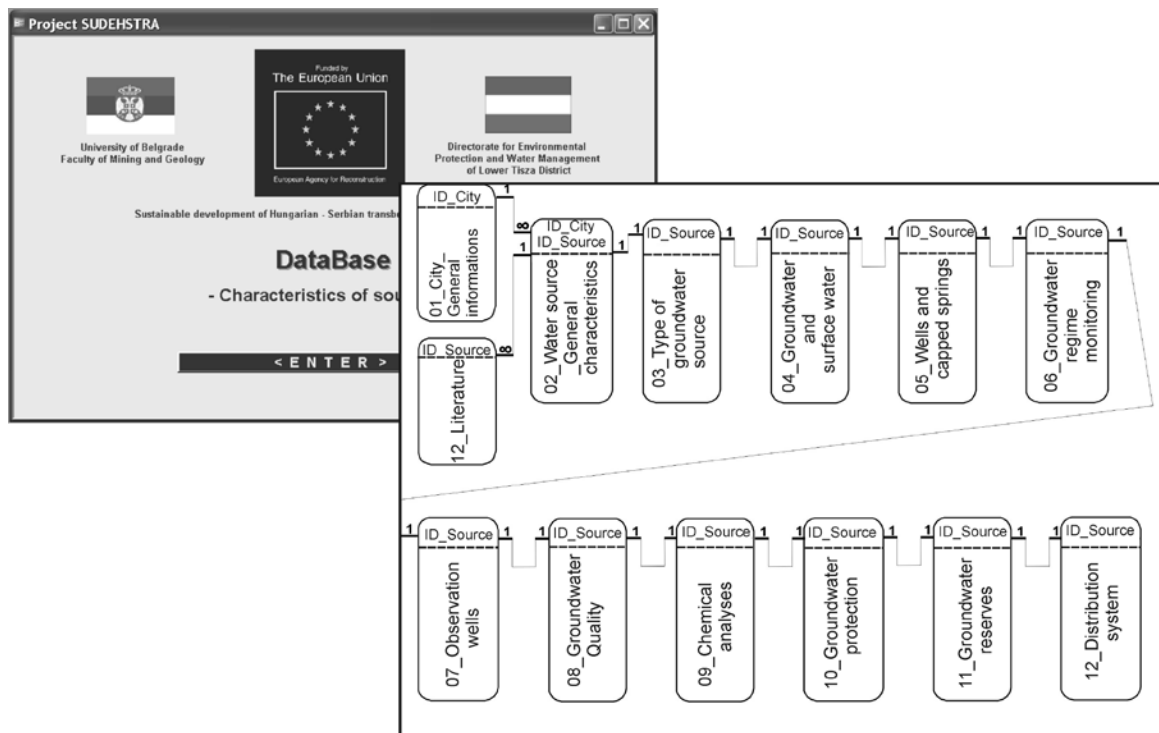 Project SUDEHSTRA
University of Belgrade
Faculty of Mining and Geology
Funded by
The European Union
European Agency for Reconstruction
Directorate for Environmental
Protection and Water Management
of Lower Tisza District
Sustainable development of Hungarian - Serbian
DataBase
- Characteristics of
< E N T E R >
ID_City
01_City_
General
informations
1
∞
ID_Source
12_Literature
∞
1
ID_City
ID_Source
02_Water source
_General
characteristics
1
1
ID_Source
03_Type of
groundwater
source
1
1
ID_Source
04_Groundwater
and
surface water
1
1
ID_Source
05_Wells and
capped springs
1
1
ID_Source
06_Groundwater
regime
monitoring
1
1
ID_Source
07_Observation
wells
1
1
ID_Source
08_Groundwater
Quality
1
1
ID_Source
09_Chemical
analyses
1
1
ID_Source
10_Groundwater
protection
1
1
ID_Source
11_Groundwater
reserves
1
1
ID_Source
12_Distribution
system